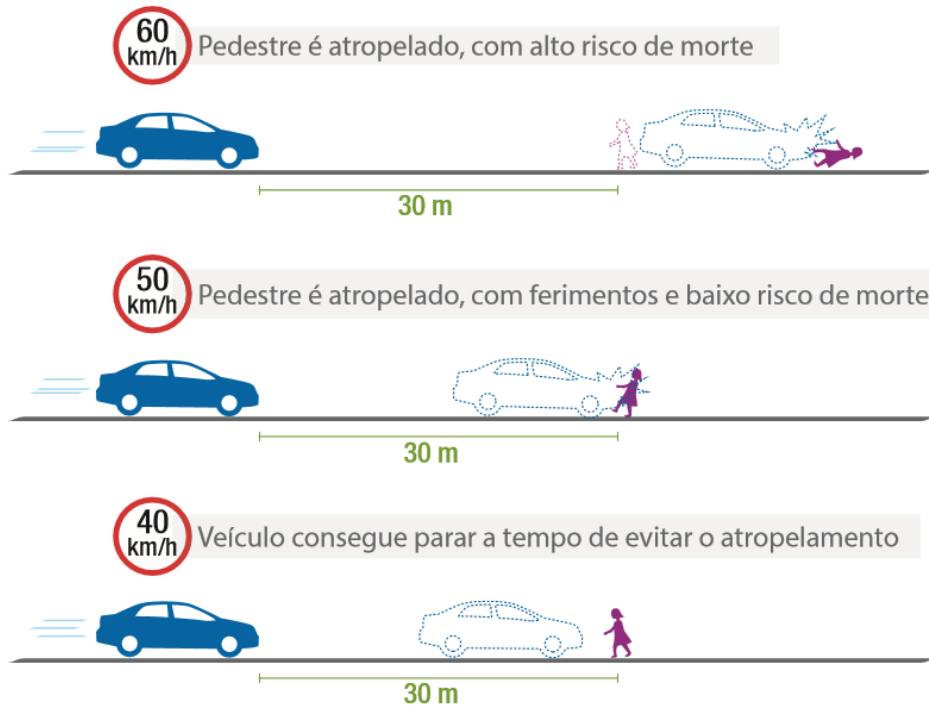 60
km/h
Pedestre é atropelado, com alto risco de morte
30 m
50
km/h
Pedestre é atropelado, com ferimentos e baixo risco de morte
30 m
40
km/h
Veículo consegue parar a tempo de evitar o atropelamento
30 m